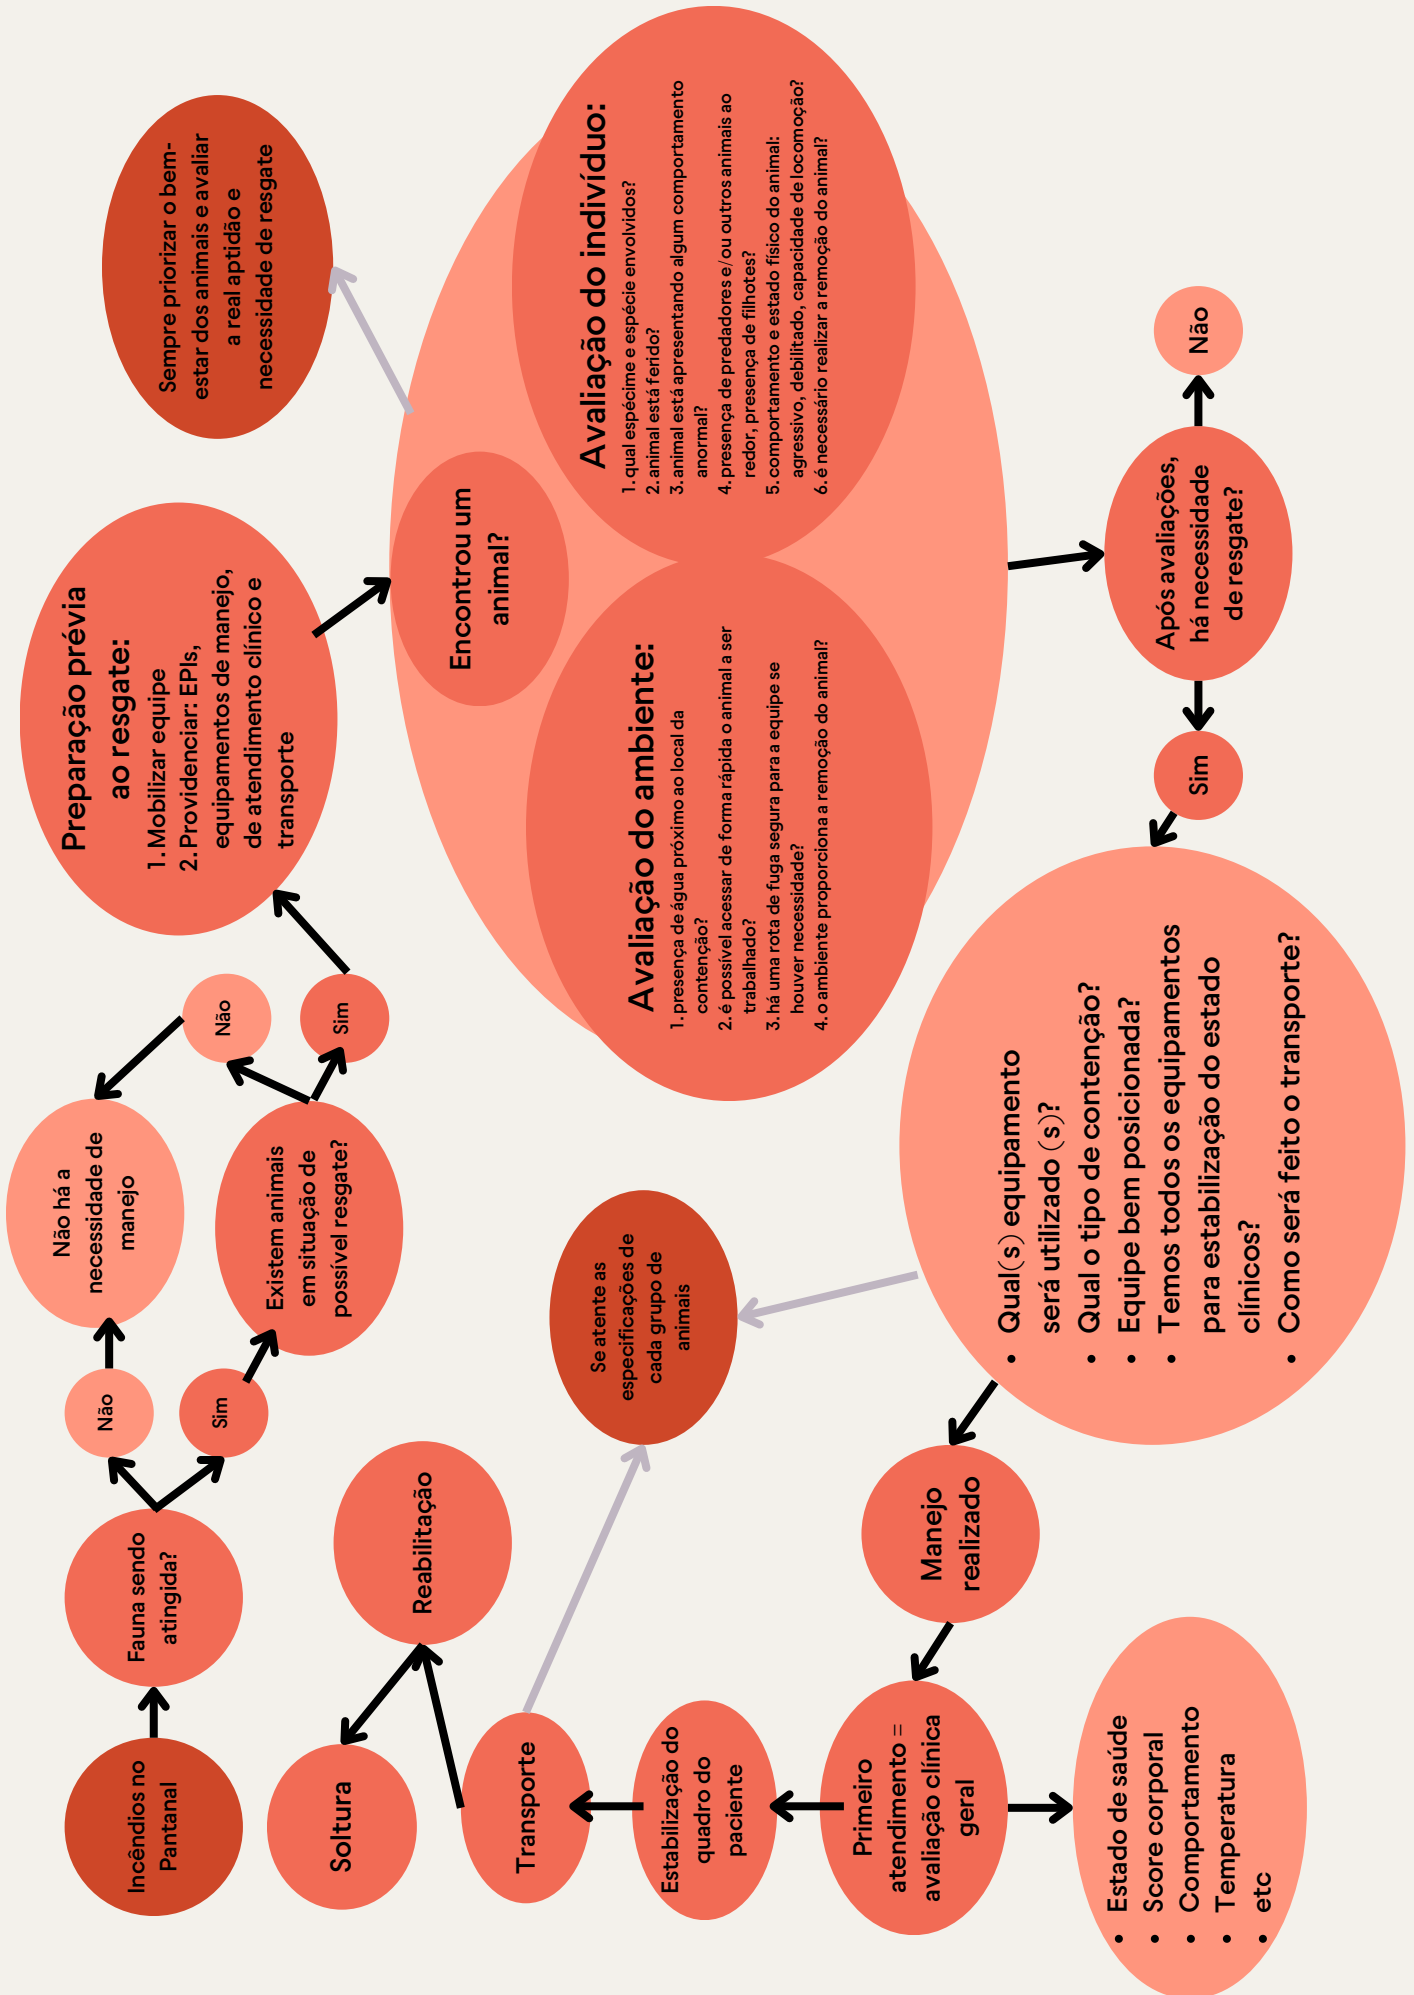 Incêndios no
Pantanal
Fauna sendo
atingida?
Não
Sim
Não há a
necessidade de
manejo
Existem animais
em situação de
possível resgate?
Não
Sim
Preparação prévia
ao resgate:
1. Mobilizar equipe
2. Providenciar: EPIs,
equipamentos de manejo,
de atendimento clínico e
transporte
Sempre priorizar o bem-
estar dos animais e avaliar
a real aptidão e
necessidade de resgate
Encontrou um
animal?
Avaliação do ambiente:
1. presença de água próximo ao local da
contenção?
2. é possível acessar de forma rápida o animal a ser
trabalhado?
3. há uma rota de fuga segura para a equipe se
houver necessidade?
4. o ambiente proporciona a remoção do animal?
Avaliação do indivíduo:
1. qual espécime e espécie envolvidos?
2. animal está ferido?
3. animal está apresentando algum comportamento
anormal?
4. presença de predadores e/ou outros animais ao
redor, presença de filhotes?
5. comportamento e estado físico do animal:
agressivo, debilitado, capacidade de locomoção?
6. é necessário realizar a remoção do animal?
Após avaliações,
há necessidade
de resgate?
Não
Sim
• Qual(s) equipamento
será utilizado (s)?
• Qual o tipo de contenção?
• Equipe bem posicionada?
• Temos todos os equipamentos
para estabilização do estado
clínicos?
• Como será feito o transporte?
Se atente as
especificações de
cada grupo de
animais
Manejo
realizado
Primeiro
atendimento =
avaliação clínica
geral
• Estado de saúde
• Score corporal
• Comportamento
• Temperatura
• etc
Estabilização do
quadro do
paciente
Transporte
Reabilitação
Soltura